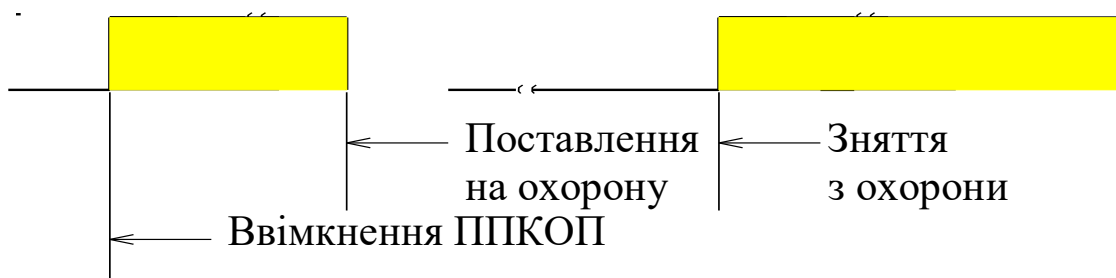 Поставлення
на охорону
Зняття
з охорони
Ввімкнення ППКОП